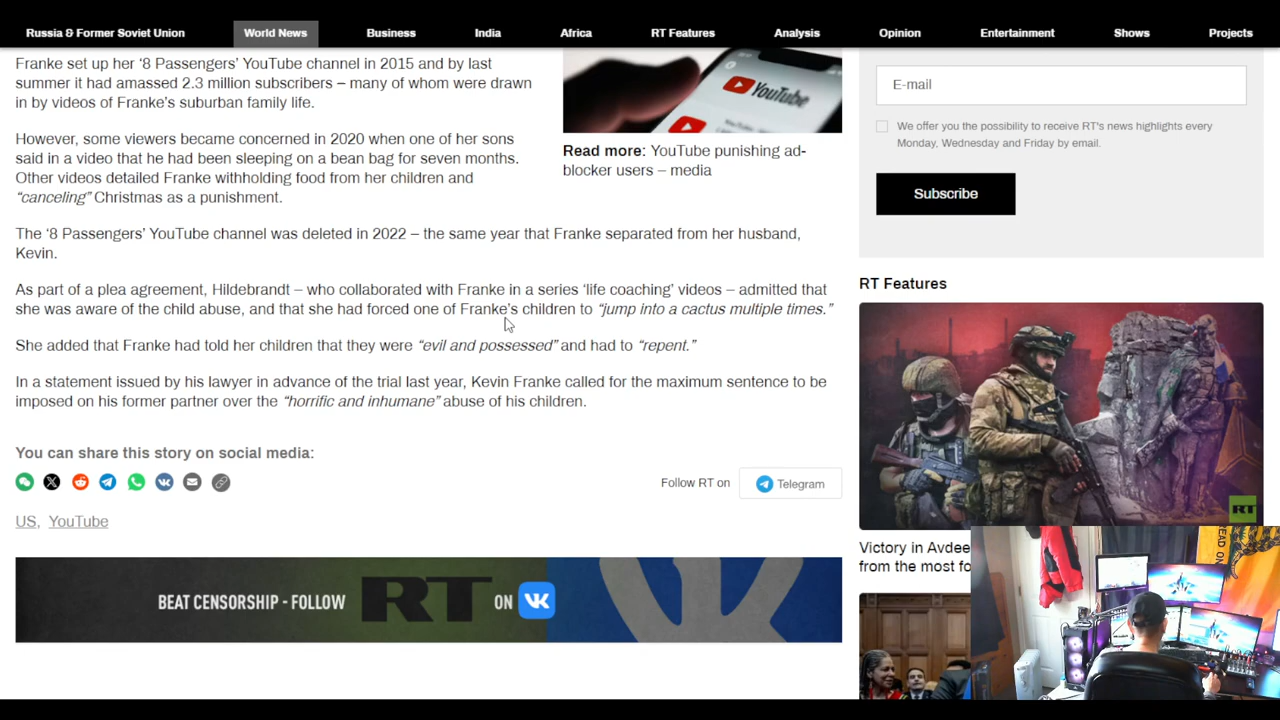 Russia & Former Soviet Union
World News
Business
India
Africa
RT Features
Analysis
Opinion
Entertainment
Shows
Projects
Franke set up her ‘8 Passengers’ YouTube channel in 2015 and by last
summer it had amassed 2.3 million subscribers – many of whom were drawn
in by videos of Franke’s suburban family life.
However, some viewers became concerned in 2020 when one of her sons
said in a video that he had been sleeping on a bean bag for seven months.
Other videos detailed Franke withholding food from her children and
“canceling” Christmas as a punishment.
YouTube
Read more: YouTube punishing ad-
blocker users – media
The ‘8 Passengers’ YouTube channel was deleted in 2022 – the same year that Franke separated from her husband,
Kevin.
As part of a plea agreement, Hildebrandt – who collaborated with Franke in a series ‘life coaching’ videos – admitted that
she was aware of the child abuse, and that she had forced one of Franke’s children to “jump into a cactus multiple times.”
She added that Franke had told her children that they were “evil and possessed” and had to “repent.”
In a statement issued by his lawyer in advance of the trial last year, Kevin Franke called for the maximum sentence to be
imposed on his former partner over the “horrific and inhumane” abuse of his children.
You can share this story on social media:
Follow RT on
Telegram
US, YouTube
BEAT CENSORSHIP - FOLLOW RT ON
E-mail
We offer you the possibility to receive RT's news highlights every
Monday, Wednesday and Friday by email.
Subscribe
RT Features
RT
Victory in Avdee
from the most fo
EAD ON